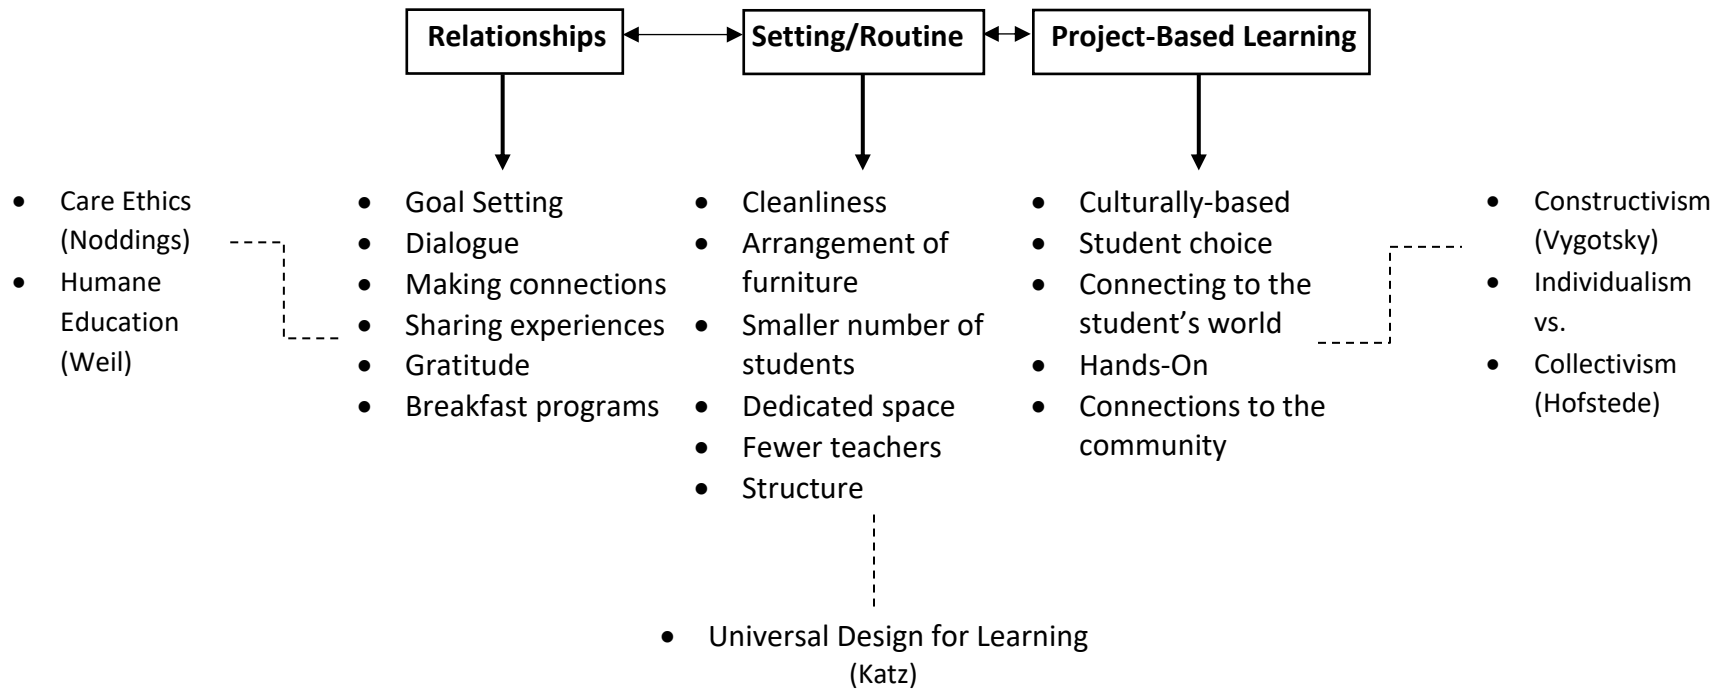 Relationships
Setting/Routine
Project-Based Learning
• Care Ethics
(Noddings)
• Humane
Education
(Weil)
• Goal Setting
• Dialogue
• Making connections
• Sharing experiences
• Gratitude
• Breakfast programs
• Cleanliness
• Arrangement of
furniture
• Smaller number of
students
• Dedicated space
• Fewer teachers
• Structure
• Culturally-based
• Student choice
• Connecting to the
student’s world
• Hands-On
• Connections to the
community
• Constructivism
(Vygotsky)
• Individualism
vs.
• Collectivism
(Hofstede)
• Universal Design for Learning
(Katz)